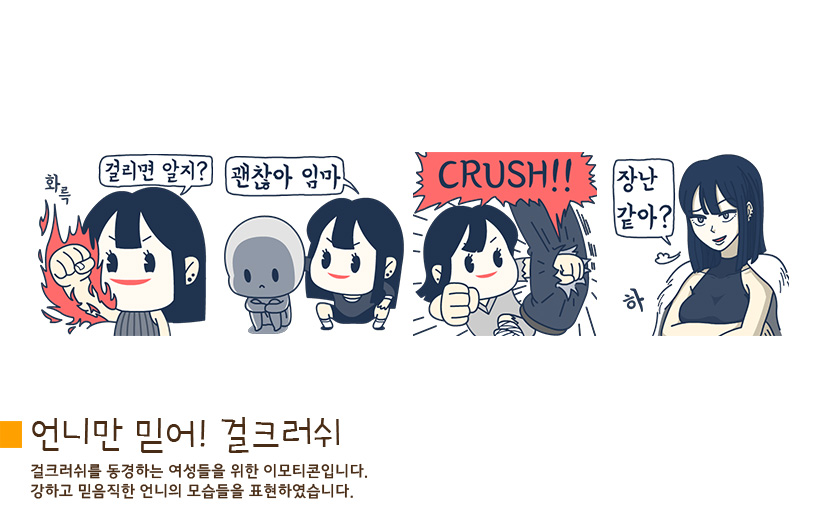 걸리면 알지?
화륵
괜찮아 임마
CRUSH!!
장난
같아?
하
언니만 믿어! 걸크러쉬
걸크러쉬를 동경하는 여성들을 위한 이모티콘입니다.
강하고 믿음직한 언니의 모습들을 표현하였습니다.